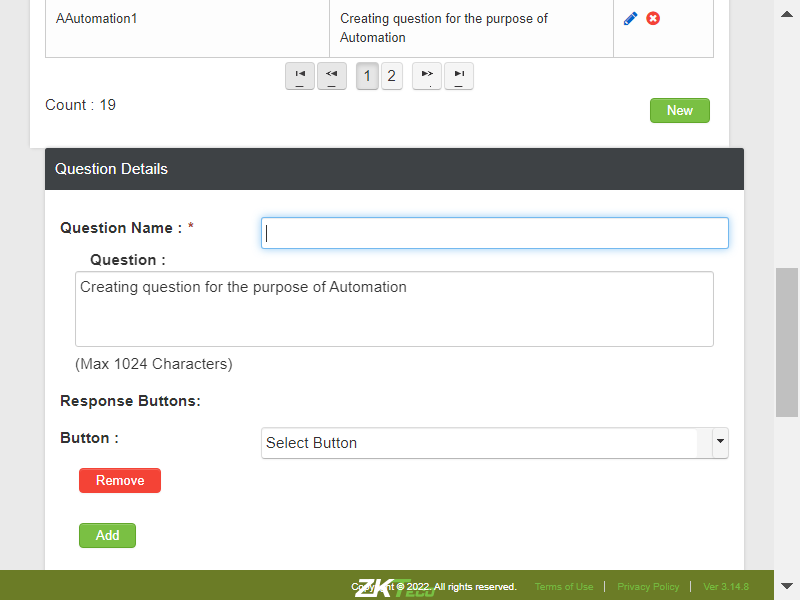 AAutomation1
Creating question for the purpose of
Automation
1 2
Count : 19
New
Question Details
Question Name : *
Question :
Creating question for the purpose of Automation
(Max 1024 Characters)
Response Buttons:
Button :
Select Button
Remove
Add
ZKTeco
Copyright © 2022. All rights reserved. Terms of Use | Privacy Policy | Ver 3.14.8